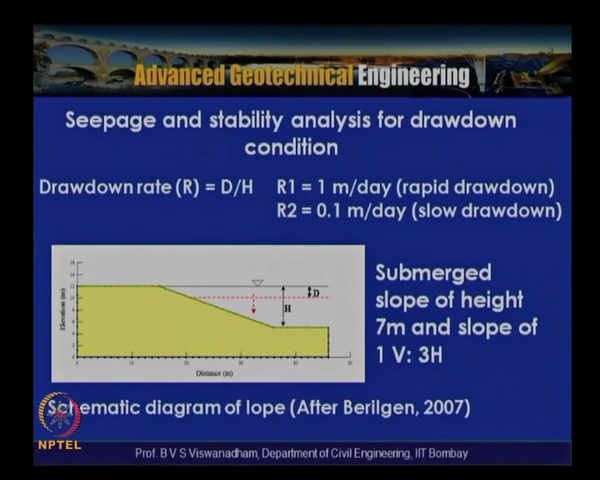 Advanced Geotechnical Engineering
Seepage and stability analysis for drawdown
condition
Drawdown rate (R) = D/H
R1 = 1 m/day (rapid drawdown)
R2 = 0.1 m/day (slow drawdown)
Elevation (m)
D
H
Distance (m)
Submerged
slope of height
7m and slope of
1 V: 3H
Schematic diagram of lope (After Berilgen, 2007)
NPTEL
Prof. B V S Viswanadham, Department of Civil Engineering, IIT Bombay